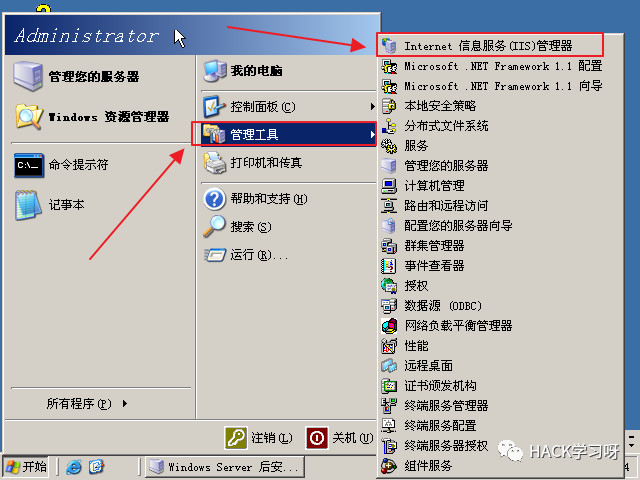 Administrator
管理您的服务器
Windows 资源管理器
命令提示符
记事本
所有程序(P)
我的电脑
控制面板(C)
管理工具
打印机和传真
帮助和支持(H)
搜索(S)
运行(R)...
注销(L)
关机(U)
Internet 信息服务(IIS)管理器
Microsoft .NET Framework 1.1 配置
Microsoft .NET Framework 1.1 向导
本地安全策略
分布式文件系统
服务
管理您的服务器
计算机管理
路由和远程访问
配置您的服务器向导
群集管理器
事件查看器
授权
数据源 (ODBC)
网络负载平衡管理器
性能
远程桌面
证书颁发机构
终端服务管理器
终端服务配置
终端服务器授权
组件服务
HACK学习呀
开始
Windows Server 后安...